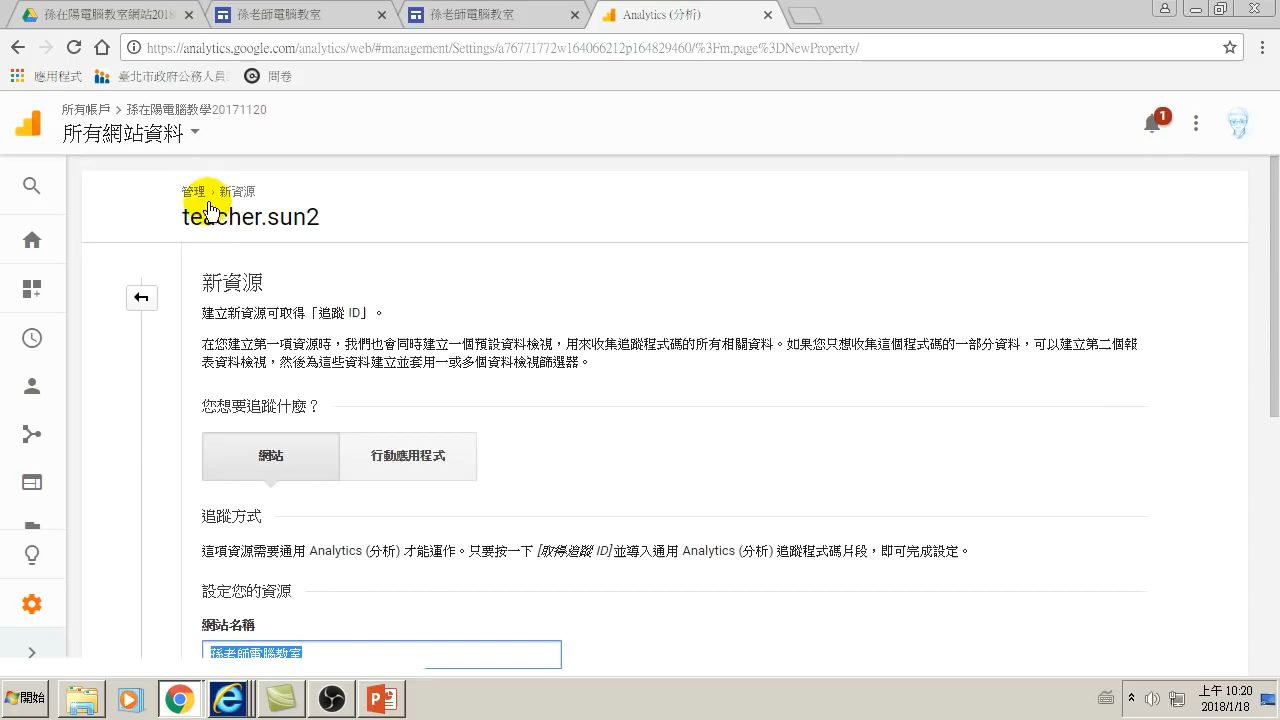 孫在陽電腦教室網站2018
孫老師電腦教室
孫老師電腦教室
Analytics (分析)
https://analytics.google.com/analytics/web/#management/Settings/a76771772w164066212p164829460/%3Fm.page%3DNewProperty/
應用程式
臺北市政府公務人員
問卷
所有帳戶 > 孫在陽電腦教學20171120
所有網站資料
1
管理 › 新資源
teacher.sun2
新資源
建立新資源可取得「追蹤 ID」。
在您建立第一項資源時，我們也會同時建立一個預設資料檢視，用來收集追蹤程式碼的所有相關資料。如果您只想收集這個程式碼的一部分資料，可以建立第二個報
表資料檢視，然後為這些資料建立並套用一或多個資料檢視篩選器。
您想要追蹤什麼？
網站
行動應用程式
追蹤方式
這項資源需要通用 Analytics (分析) 才能運作。只要按一下 [取得追蹤 ID] 並導入通用 Analytics (分析) 追蹤程式碼片段，即可完成設定。
設定您的資源
網站名稱
孫老師電腦教室
開始
上午 10:20
2018/1/18